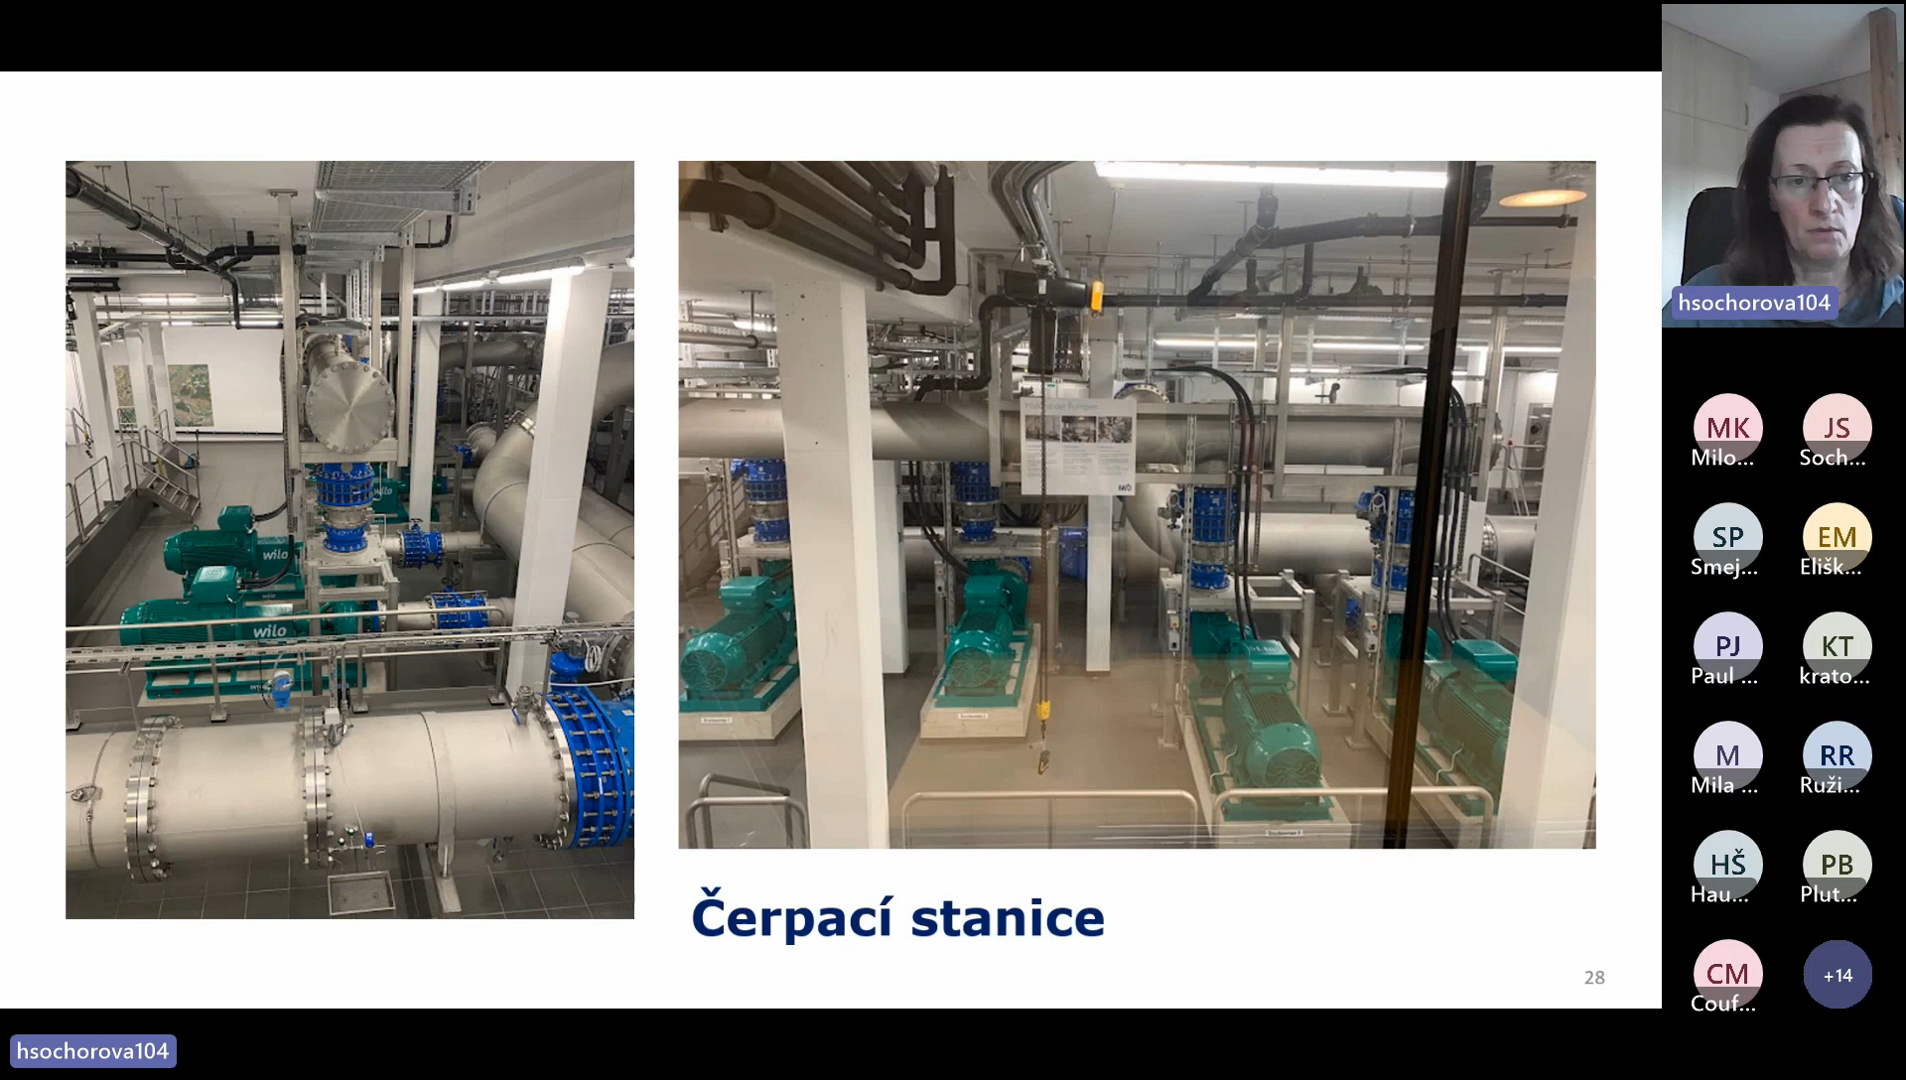 wilo
wilo
wilo
Čerpací stanice
28
hsochorova104
hsochorova104
MK
Milo...
JS
Soch...
SP
Smej...
EM
Elišk...
PJ
Paul ...
KT
krato...
M
Mila ...
RR
Ruži...
HŠ
Hau...
PB
Plut...
CM
Couf...
+14